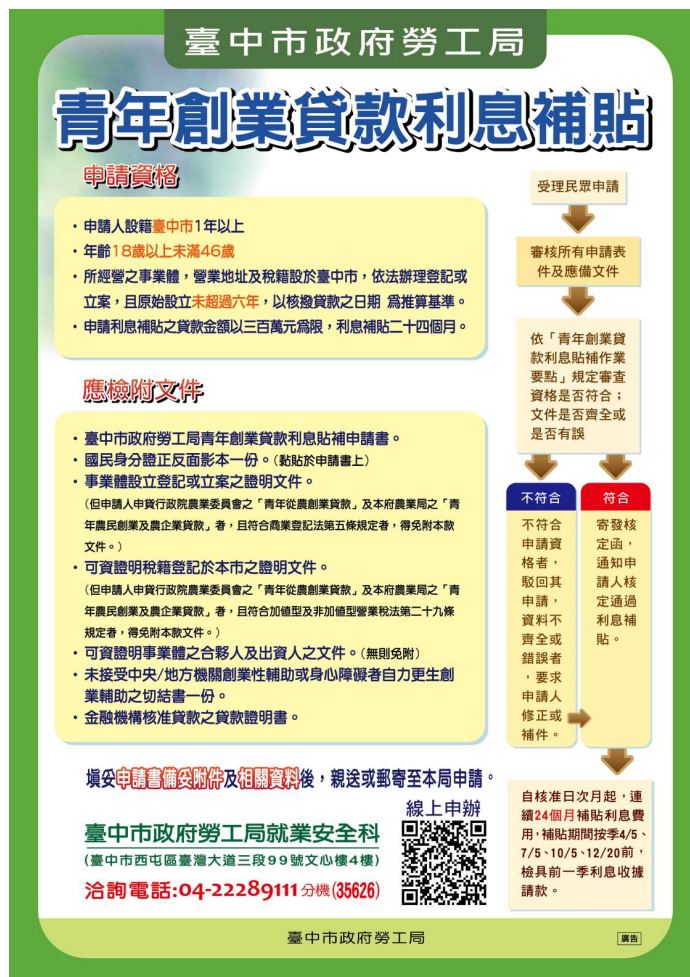 臺中市政府勞工局
青年創業貸款利息補貼
申請資格
・申請人設籍臺中市1年以上
・年齡18歲以上未滿46歲
・所經營之事業體，營業地址及稅籍設於臺中市，依法辦理登記或
立案，且原始設立未超過六年，以核撥貸款之日期 為推算基準。
・申請利息補貼之貸款金額以三百萬元為限，利息補貼二十四個月。
應檢附文件
・臺中市政府勞工局青年創業貸款利息貼補申請書。
・國民身分證正反面影本一份。(黏貼於申請書上)
・事業體設立登記或立案之證明文件。
(但申請人申貸行政院農業委員會之「青年從農創業貸款」及本府農業局之「青
年農民創業及農企業貸款」者，且符合商業登記法第五條規定者，得免附本款
文件。)
・可資證明稅籍登記於本市之證明文件。
(但申請人申貸行政院農業委員會之「青年從農創業貸款」及本府農業局之「青
年農民創業及農企業貸款」者，且符合加值型及非加值型營業稅法第二十九條
規定者，得免附本款文件。)
・可資證明事業體之合夥人及出資人之文件。(無則免附)
・未接受中央/地方機關創業性輔助或身心障礙者自力更生創
業輔助之切結書一份。
・金融機構核准貸款之貸款證明書。
填妥申請書備妥附件及相關資料後，親送或郵寄至本局申請。
臺中市政府勞工局就業安全科
(臺中市西屯區臺灣大道三段99號文心樓4樓)
洽詢電話:04-22289111 分機(35626)
線上申辦
受理民眾申請
審核所有申請表
件及應備文件
依「青年創業貸
款利息貼補作業
要點」規定審查
資格是否符合；
文件是否齊全或
是否有誤
不符合
不符合
申請資
格者，
駁回其
申請，
資料不
齊全或
錯誤者
，要求
申請人
修正或
補件。
符合
寄發核
定函，
通知申
請人核
定通過
利息補
貼。
自核准日次月起，連
續24個月補貼利息費
用，補貼期間按季4/5、
7/5、10/5、12/20前，
檢具前一季利息收據
請款。
臺中市政府勞工局
廣告